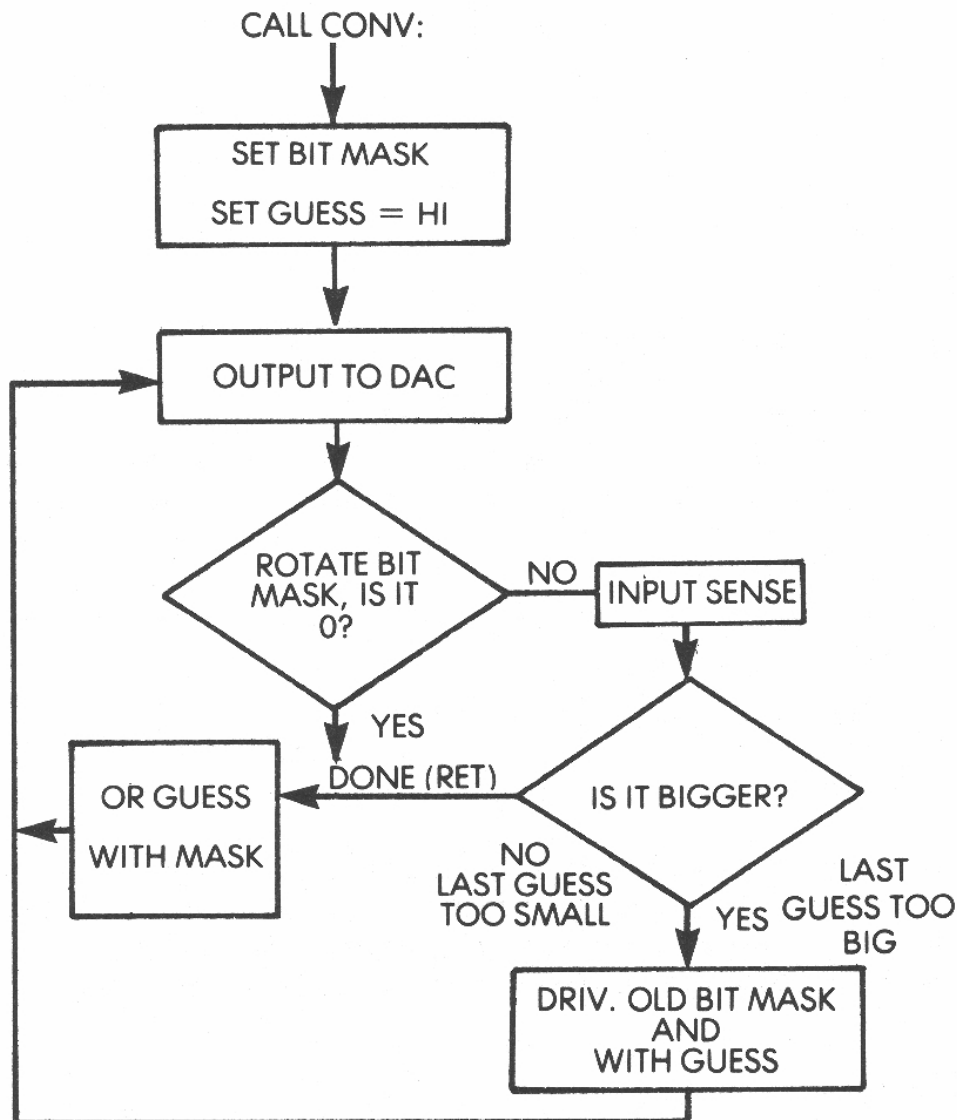 CALL CONV:
SET BIT MASK
SET GUESS = HI
OUTPUT TO DAC
ROTATE BIT
MASK, IS IT
0?
NO
INPUT SENSE
YES
DONE (RET)
IS IT BIGGER?
OR GUESS
WITH MASK
NO
LAST GUESS
TOO SMALL
YES
LAST
GUESS TOO
BIG
DRIV. OLD BIT MASK
AND
WITH GUESS